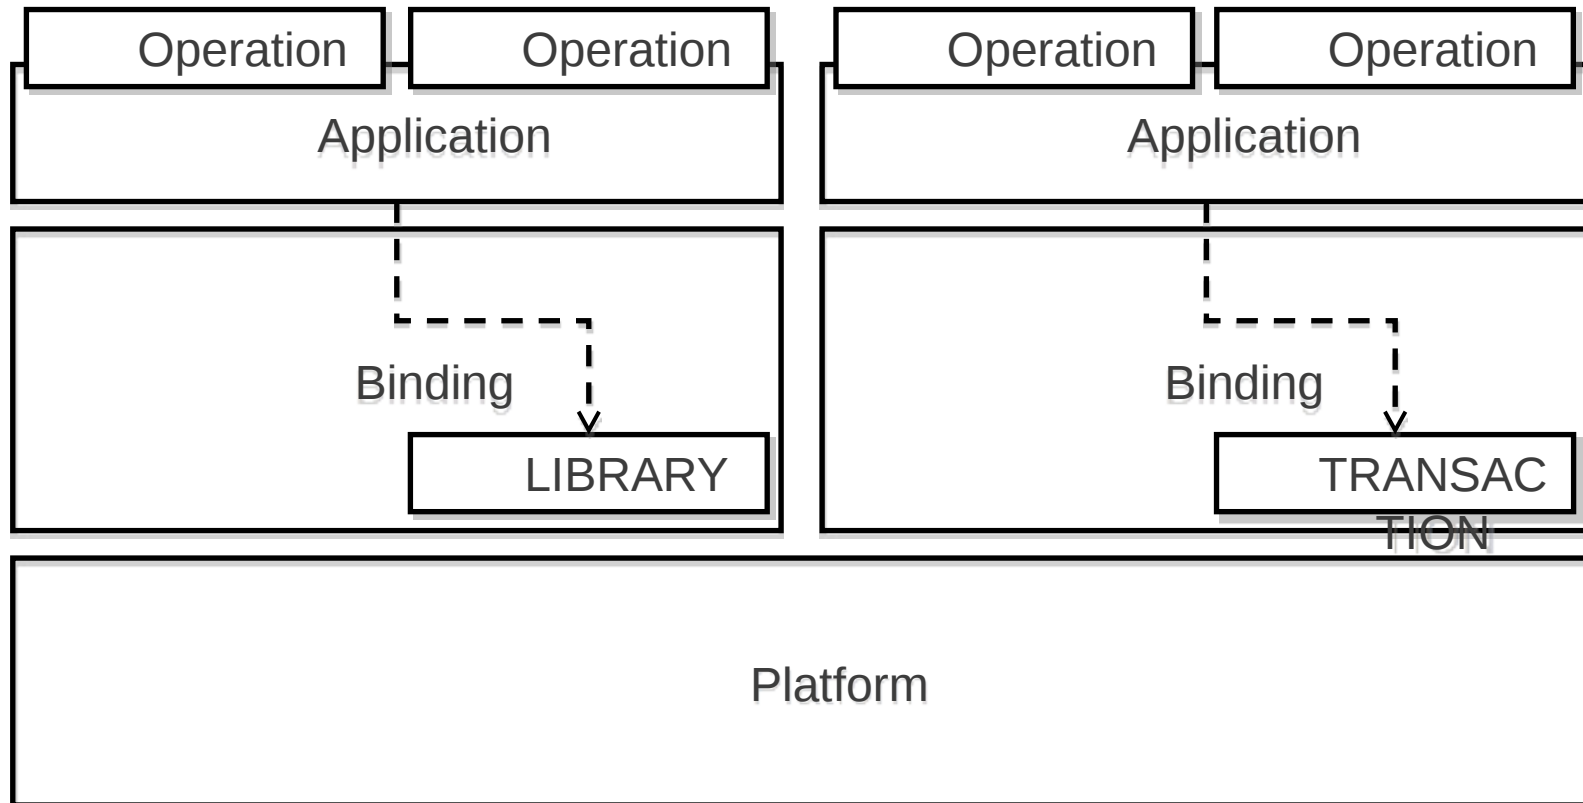 Operation
Operation
Operation
Operation
Application
Application
Binding
Binding
LIBRARY
TRANSAC
TION
Platform